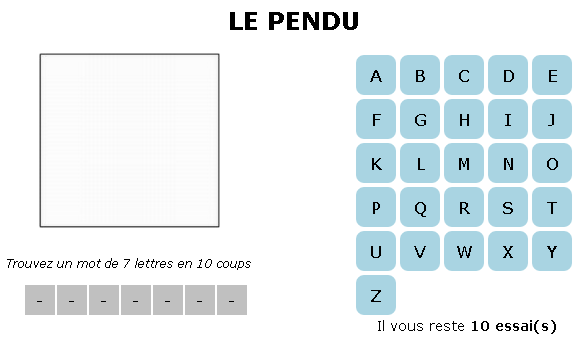 LE PENDU
A B C D E
F G H I J
K L M N O
P Q R S T
U V W X Y
Z
Trouvez un mot de 7 lettres en 10 coups
- - - - - - -
Il vous reste 10 essai(s)